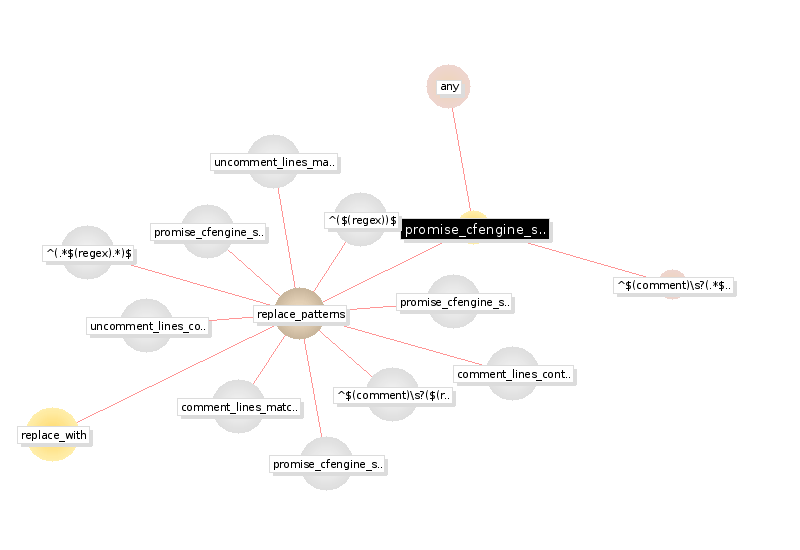 any
uncomment_lines_ma..
^($(regex))$
promise_cfengine_s..
promise_cfengine_s..
^(.*$(regex).*)$
^$(comment)\s?(.*$..
promise_cfengine_s..
replace_patterns
uncomment_lines_co..
comment_lines_cont..
^$(comment)\s?($(r..
comment_lines_matc..
replace_with
promise_cfengine_s..